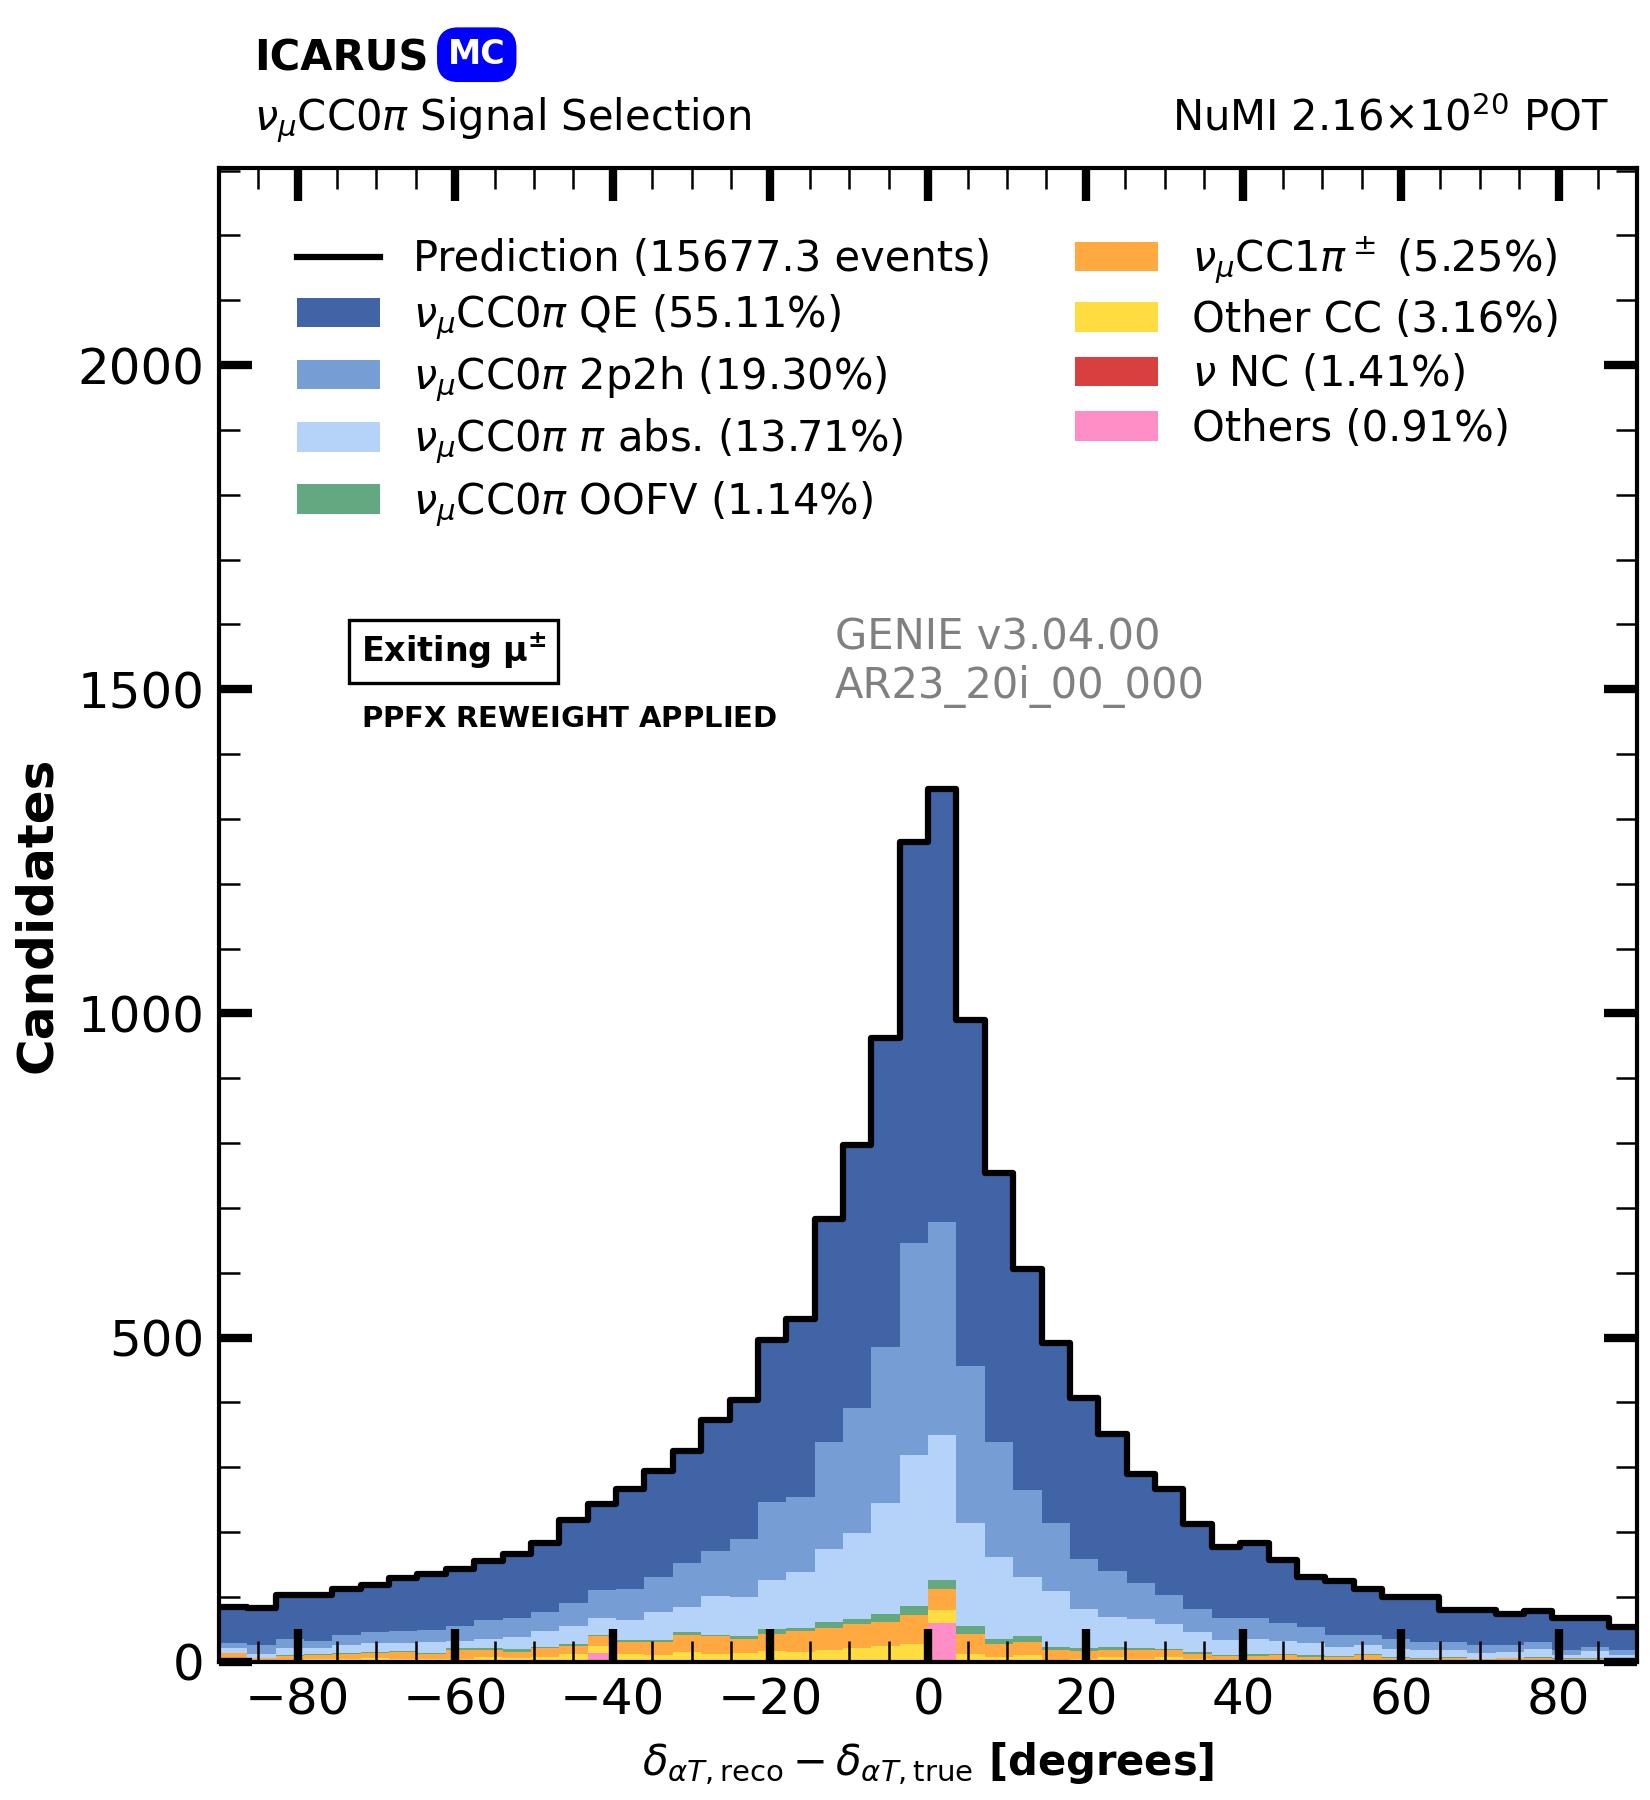 ICARUS MC
νμCC0π Signal Selection
NuMI 2.16×10²⁰ POT
Prediction (15677.3 events)
νμCC0π QE (55.11%)
νμCC0π 2p2h (19.30%)
νμCC0π π abs. (13.71%)
νμCC0π OOFV (1.14%)
νμCC1π± (5.25%)
Other CC (3.16%)
ν NC (1.41%)
Others (0.91%)
Exiting μ±
PPFX REWEIGHT APPLIED
GENIE v3.04.00
AR23_20i_00_000
Candidates
2000
1500
1000
500
0
−80 −60 −40 −20 0 20 40 60 80
δαT,reco − δαT,true [degrees]